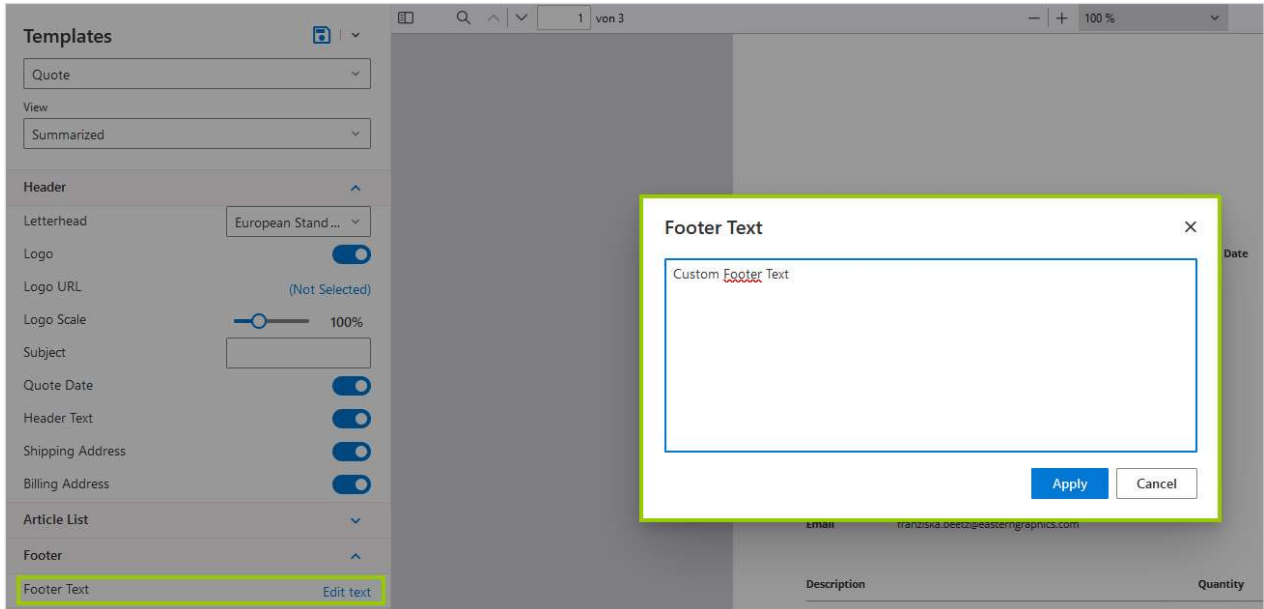 Templates
Quote
View
Summarized
Header
Letterhead European Stand...
Logo
Logo URL (Not Selected)
Logo Scale 100%
Subject
Quote Date
Header Text
Shipping Address
Billing Address
Article List
Footer
Footer Text Edit text
1 von 3
100 %
Footer Text
Custom Footer Text
Apply Cancel
Date
Email franziska.beetz@easterngraphics.com
Description Quantity